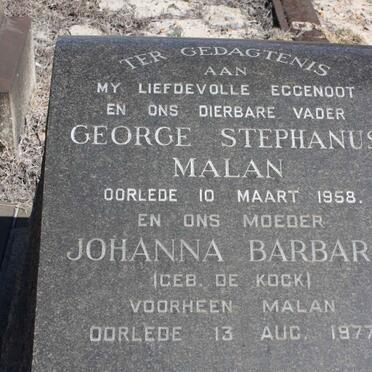 TER GEDAGTENIS
AAN
MY LIEFDEVOLLE EGGENOOT
EN ONS DIERBARE VADER
GEORGE STEPHANUS
MALAN
OORLEDE 10 MAART 1958.
EN ONS MOEDER
JOHANNA BARBAR
(GEB. DE KOCK)
VOORHEEN MALAN
OORLEDE 13 AUG. 1977